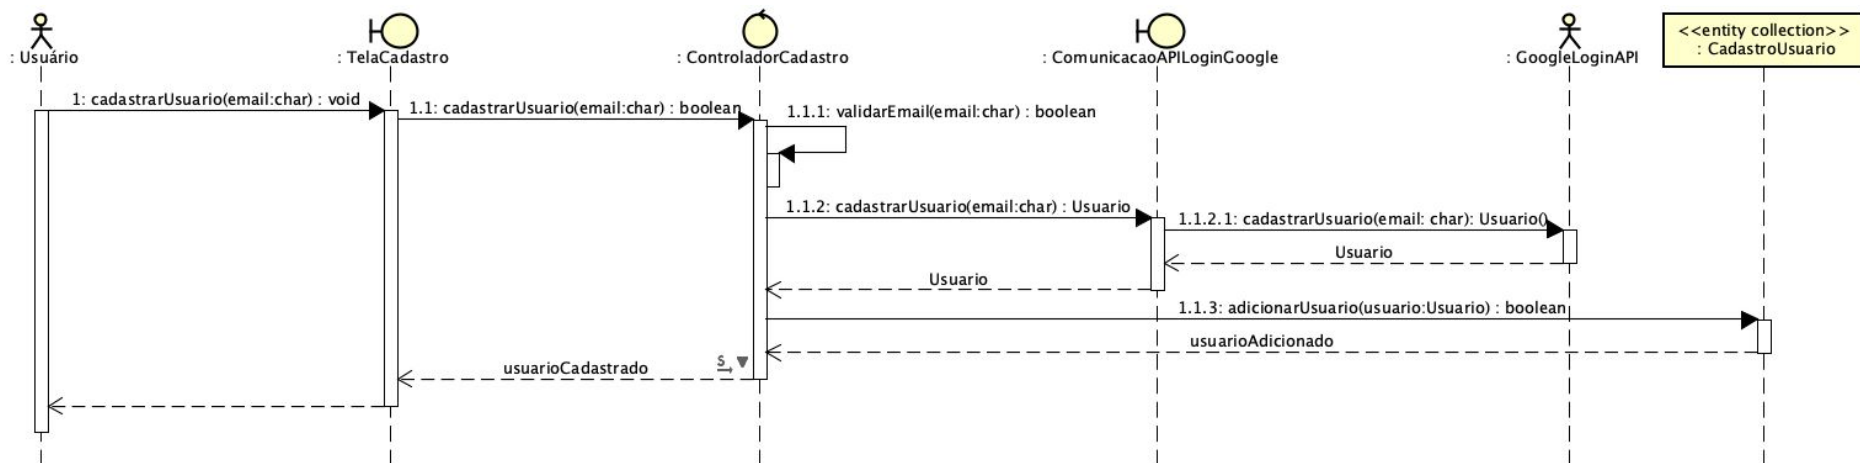 : Usuário
: TelaCadastro
: ControladorCadastro
: ComunicacaoAPILoginGoogle
: GoogleLoginAPI
<<entity collection>>
: CadastroUsuario
1: cadastrarUsuario(email:char) : void
1.1: cadastrarUsuario(email:char) : boolean
1.1.1: validarEmail(email:char) : boolean
1.1.2: cadastrarUsuario(email:char) : Usuario
1.1.2.1: cadastrarUsuario(email: char): Usuario()
Usuario
Usuario
1.1.3: adicionarUsuario(usuario:Usuario) : boolean
usuarioAdicionado
usuarioCadastrado
S